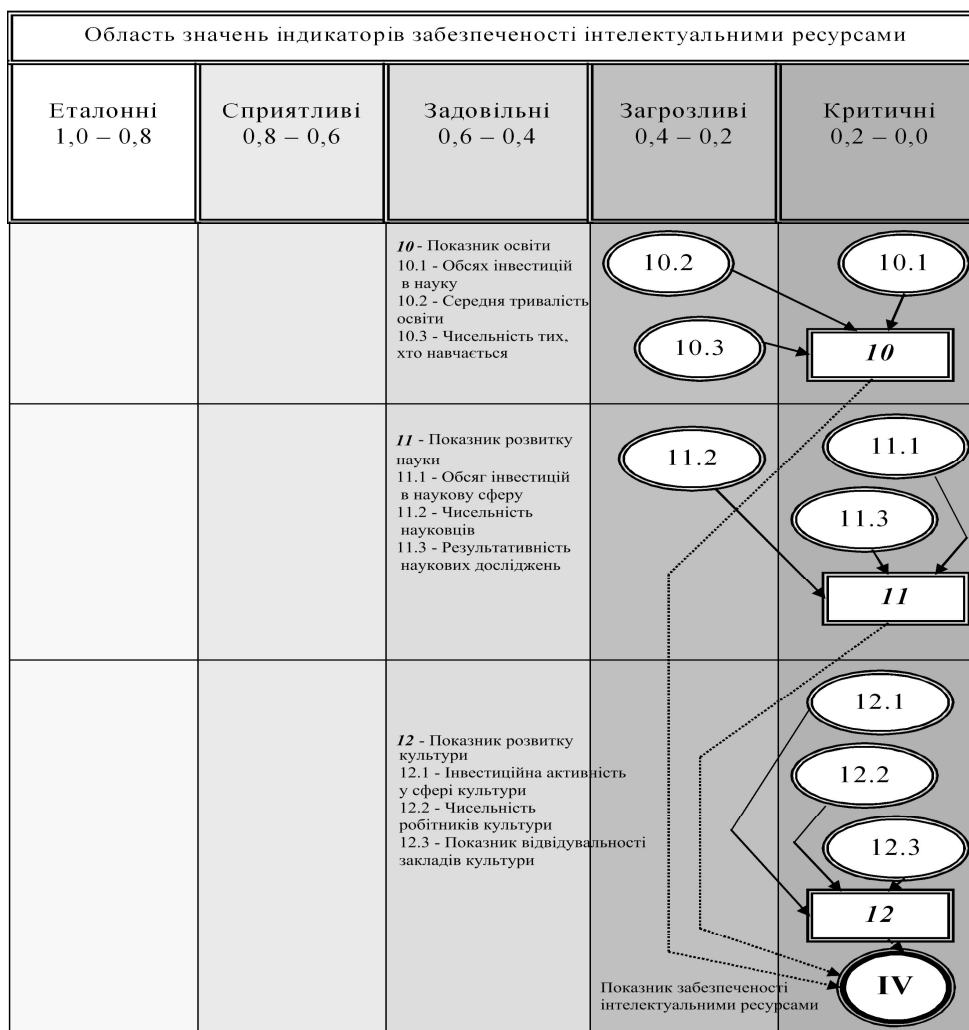 Область значень індикаторів забезпеченості інтелектуальними ресурсами
Еталонні
1,0 – 0,8
Сприятливі
0,8 – 0,6
Задовільні
0,6 – 0,4
Загрозливі
0,4 – 0,2
Критичні
0,2 – 0,0
10 - Показник освіти
10.1 - Обсях інвестицій
в науку
10.2 - Середня тривалість
освіти
10.3 - Чисельність тих,
хто навчається
10.2
10.1
10.3
10
11 - Показник розвитку
науки
11.1 - Обсяг інвестицій
в наукову сферу
11.2 - Чисельність
науковців
11.3 - Результативність
наукових досліджень
11.2
11.1
11.3
11
12 - Показник розвитку
культури
12.1 - Інвестиційна активність
у сфері культури
12.2 - Чисельність
робітників культури
12.3 - Показник відвідувальності
закладів культури
12.1
12.2
12.3
12
IV
Показник забезпеченості
інтелектуальними ресурсами